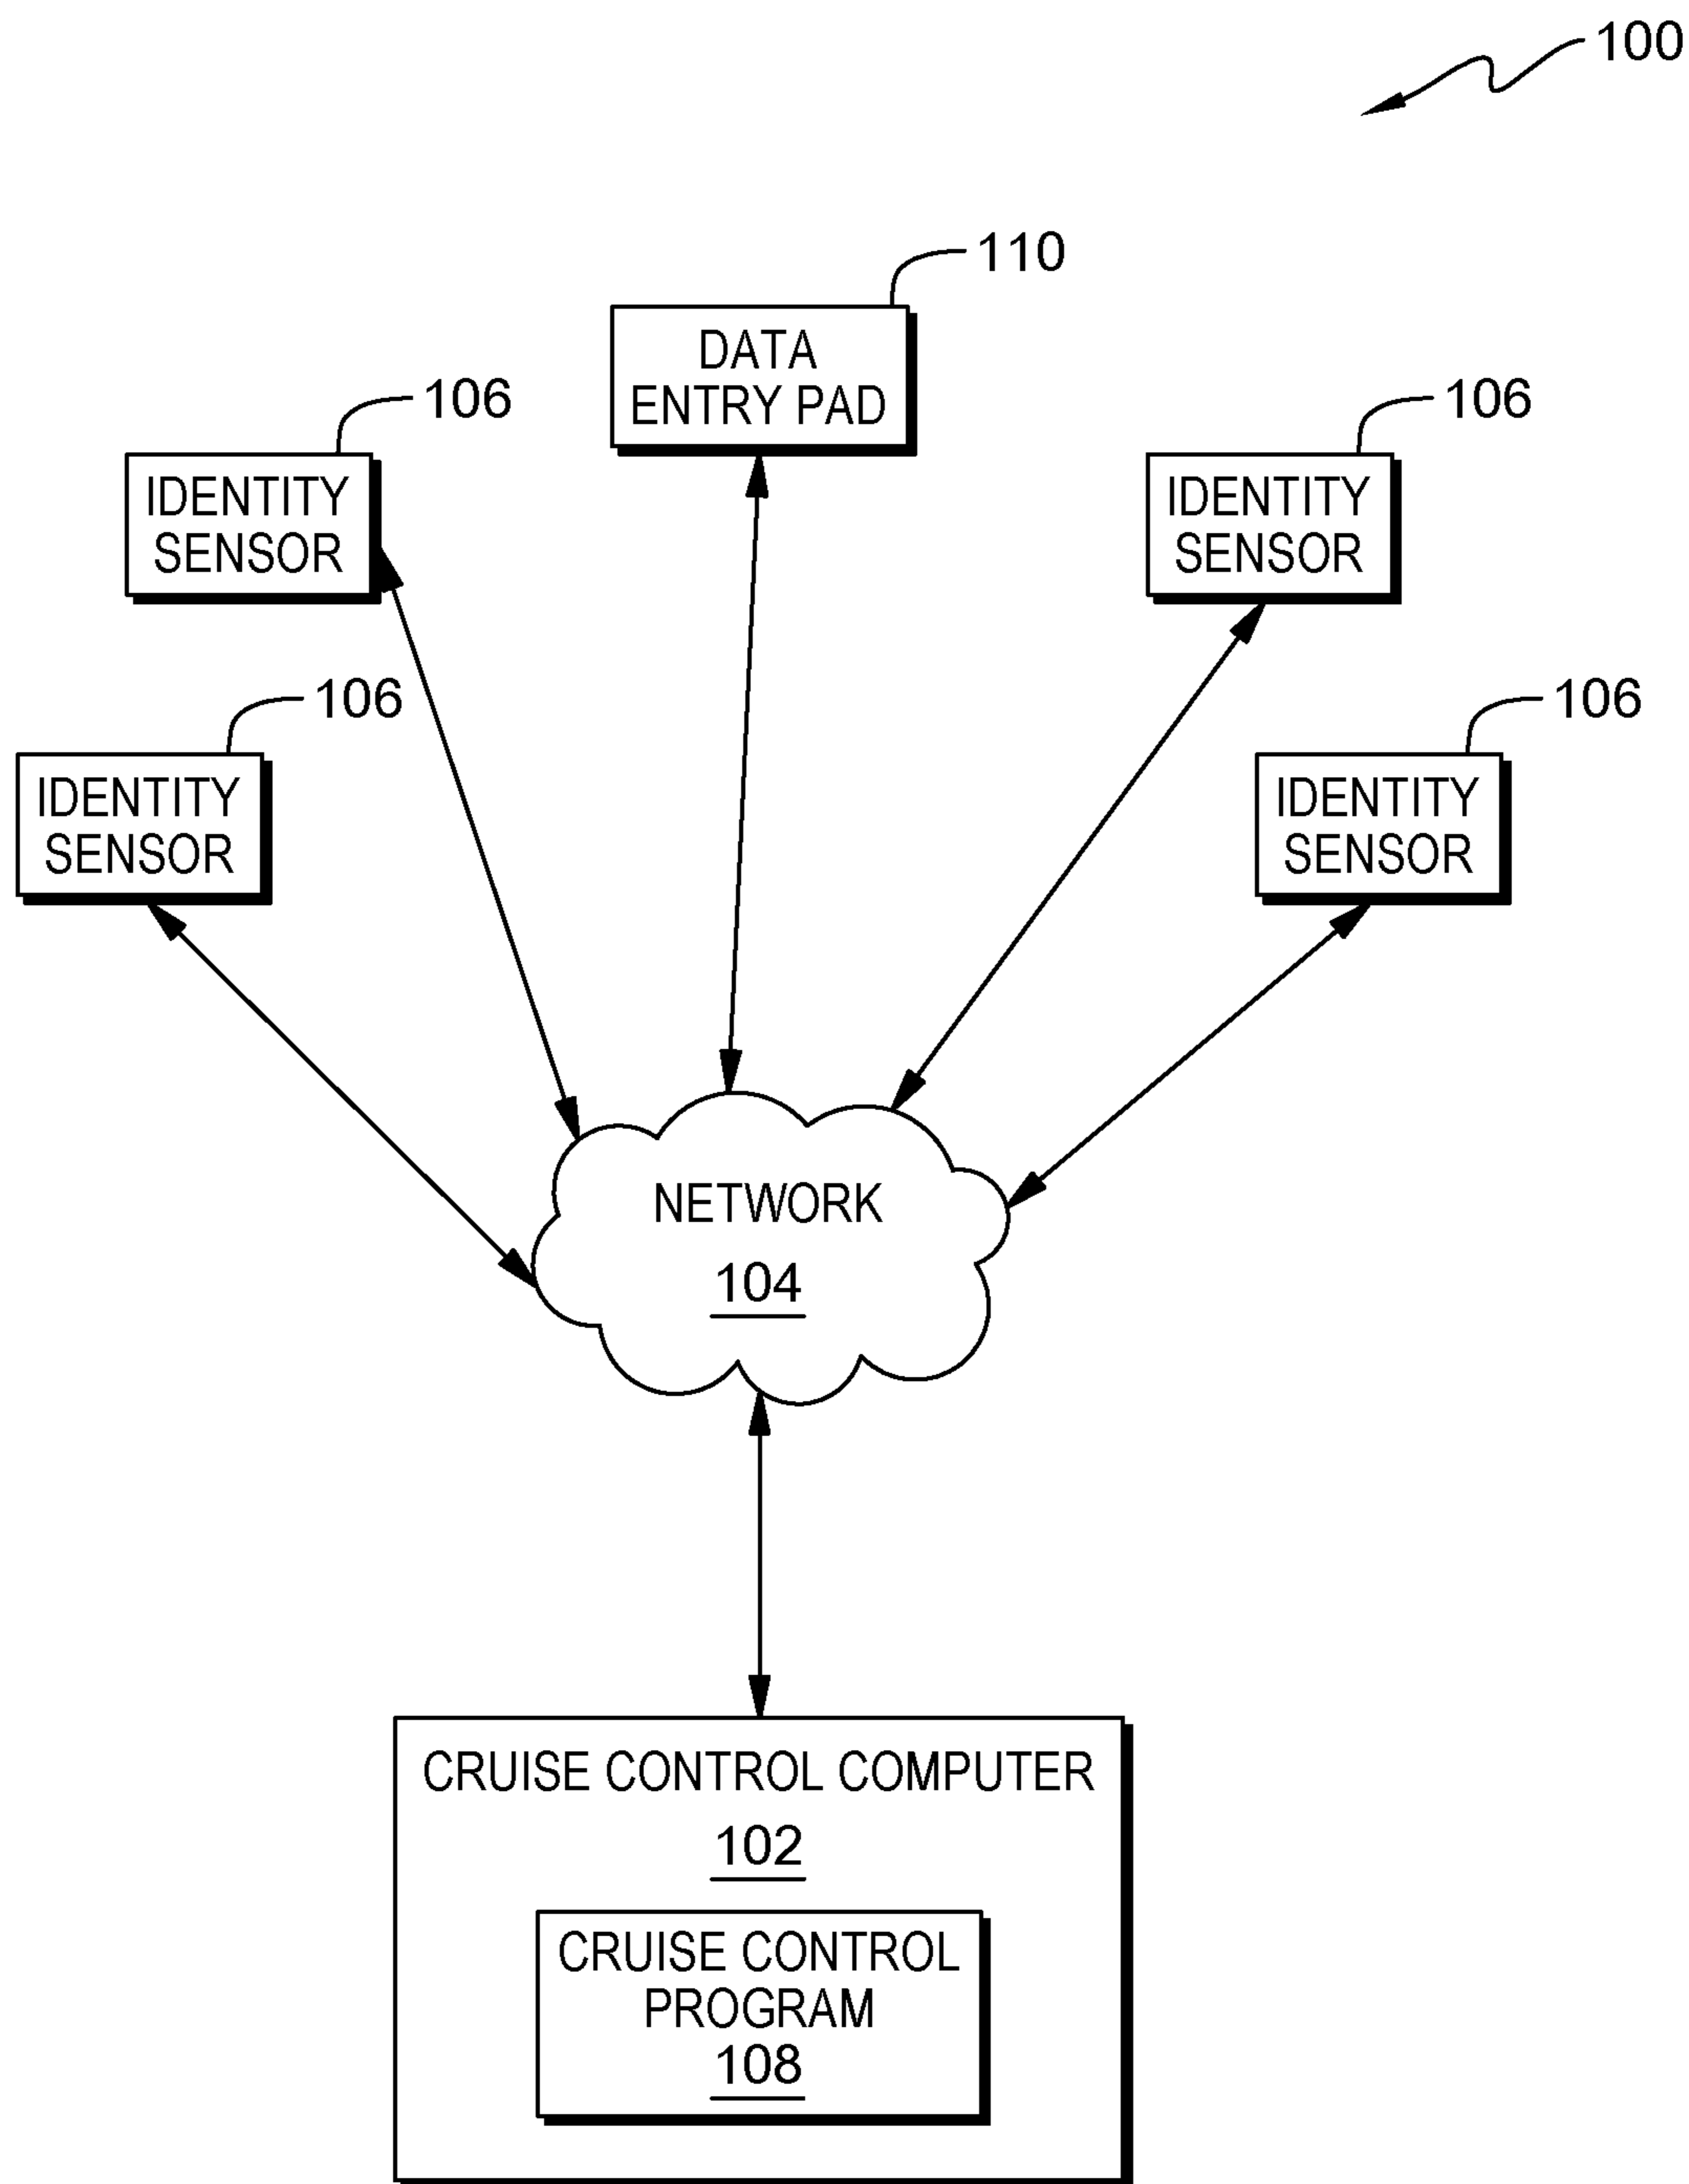 100
110
DATA
ENTRY PAD
106
IDENTITY
SENSOR
106
IDENTITY
SENSOR
106
IDENTITY
SENSOR
106
IDENTITY
SENSOR
NETWORK
104
CRUISE CONTROL COMPUTER
102
CRUISE CONTROL
PROGRAM
108